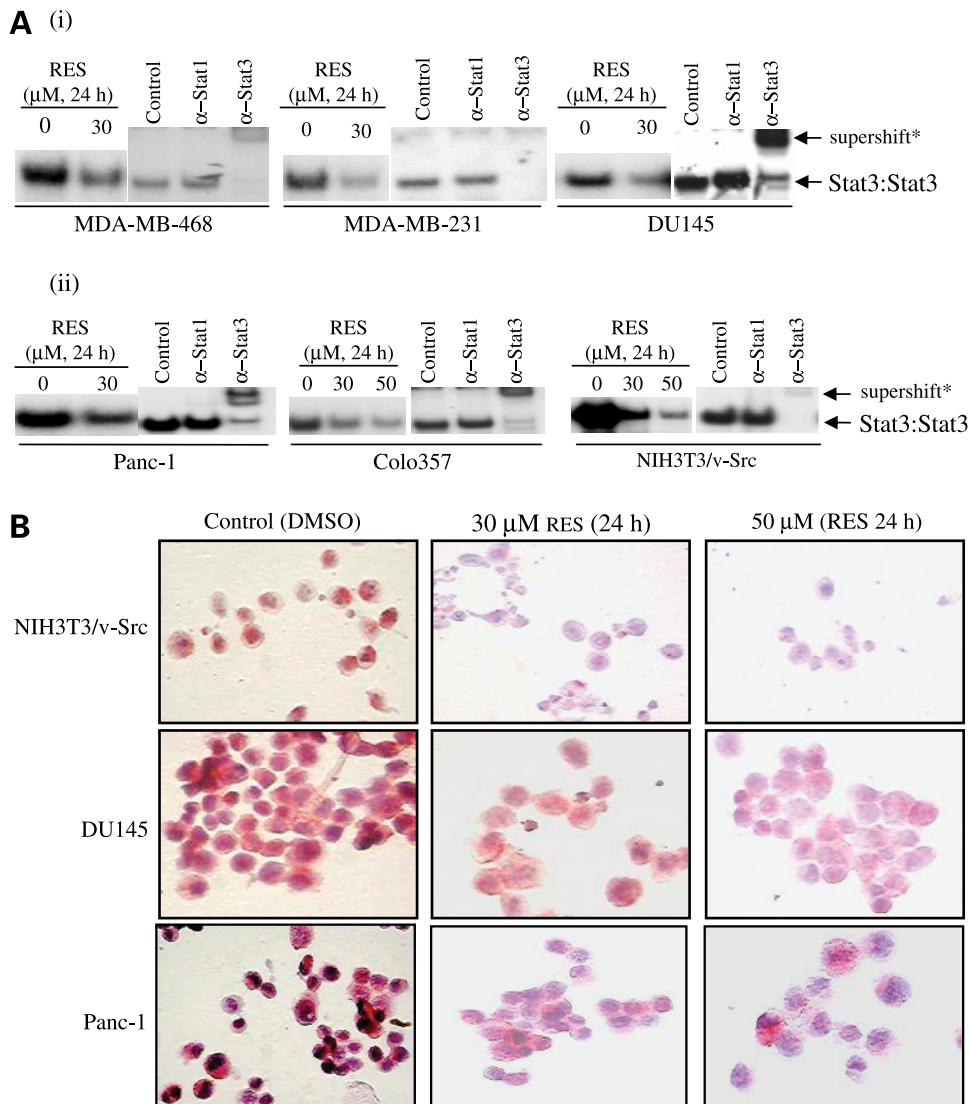 A (i)
RES
(μM, 24 h)
0 30
Control
α–Stat1
α–Stat3
RES
(μM, 24 h)
0 30
Control
α–Stat1
α–Stat3
RES
(μM, 24 h)
0 30
Control
α–Stat1
α–Stat3
supershift*
Stat3:Stat3
MDA-MB-468
MDA-MB-231
DU145
(ii)
RES
(μM, 24 h)
0 30
Control
α–Stat1
α–Stat3
RES
(μM, 24 h)
0 30 50
Control
α–Stat1
α–Stat3
RES
(μM, 24 h)
0 30 50
Control
α–Stat1
α–Stat3
supershift*
Stat3:Stat3
Panc-1
Colo357
NIH3T3/v-Src
B
Control (DMSO)
30 μM RES (24 h)
50 μM (RES 24 h)
NIH3T3/v-Src
DU145
Panc-1